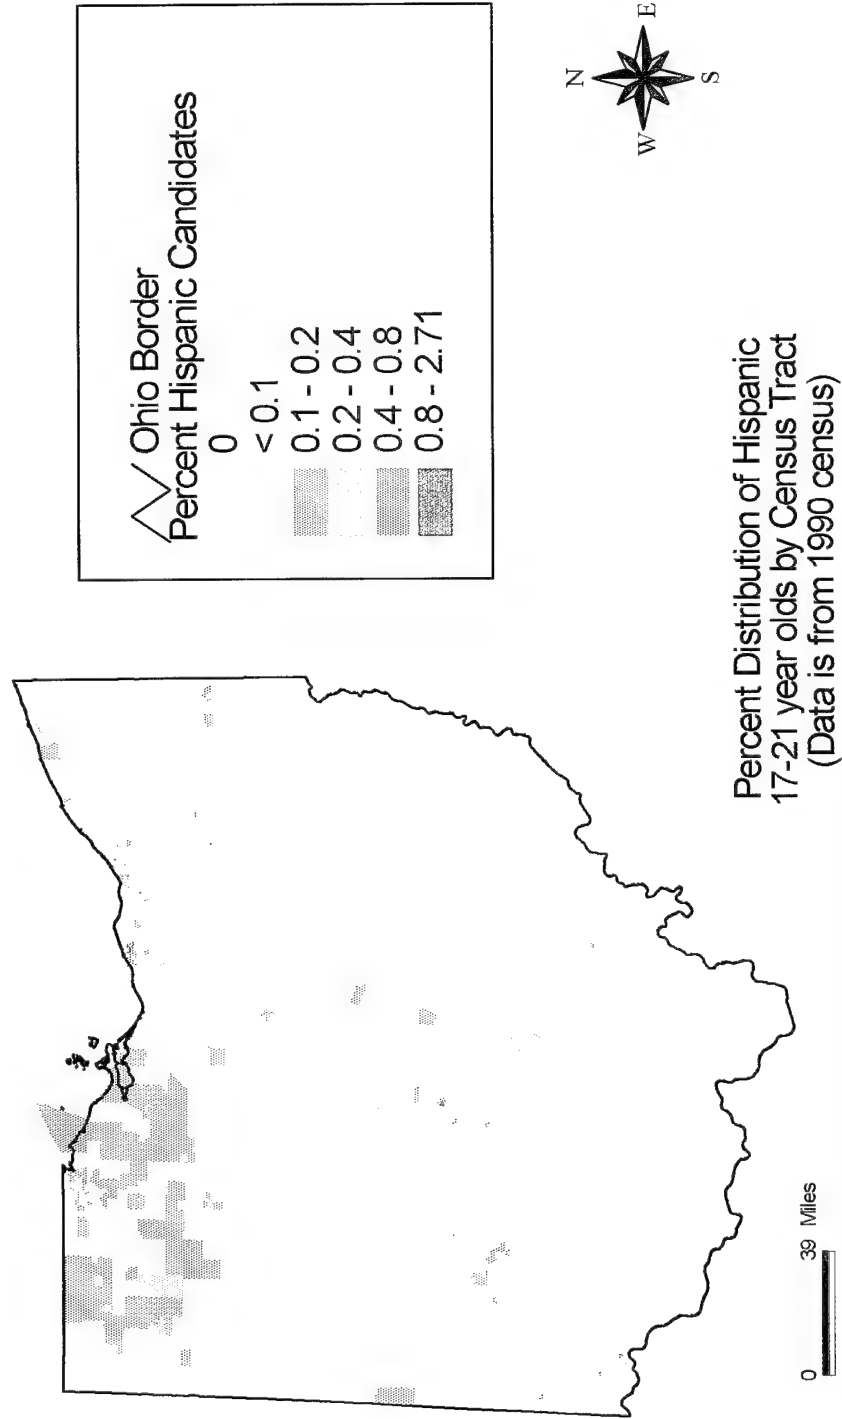 Ohio Border
Percent Hispanic Candidates
0
< 0.1
0.1 - 0.2
0.2 - 0.4
0.4 - 0.8
0.8 - 2.71
N
W
E
S
Percent Distribution of Hispanic
17-21 year olds by Census Tract
(Data is from 1990 census)
0
39 Miles